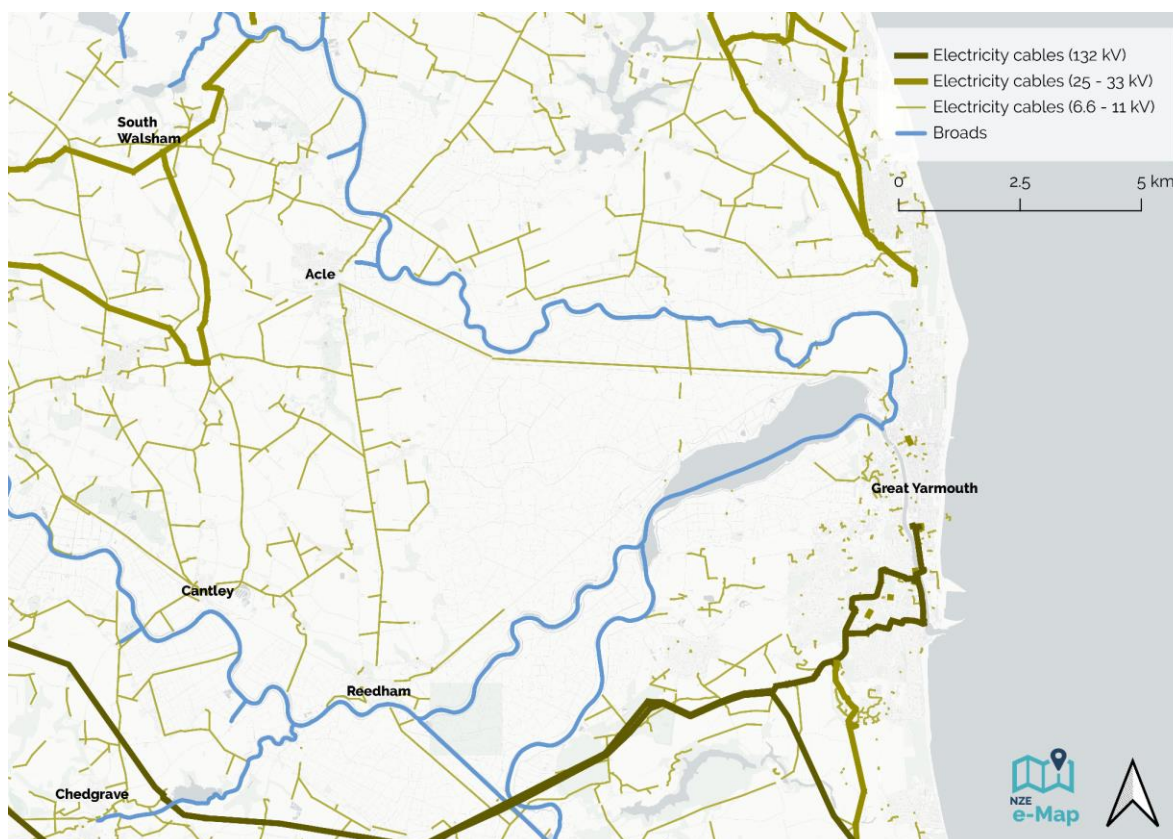 Electricity cables (132 kV)
Electricity cables (25 - 33 kV)
Electricity cables (6.6 - 11 kV)
Broads
0 2.5 5 km
South
Walsham
Acle
Great Yarmouth
Cantley
Reedham
Chedgrave
NZE
e-Map